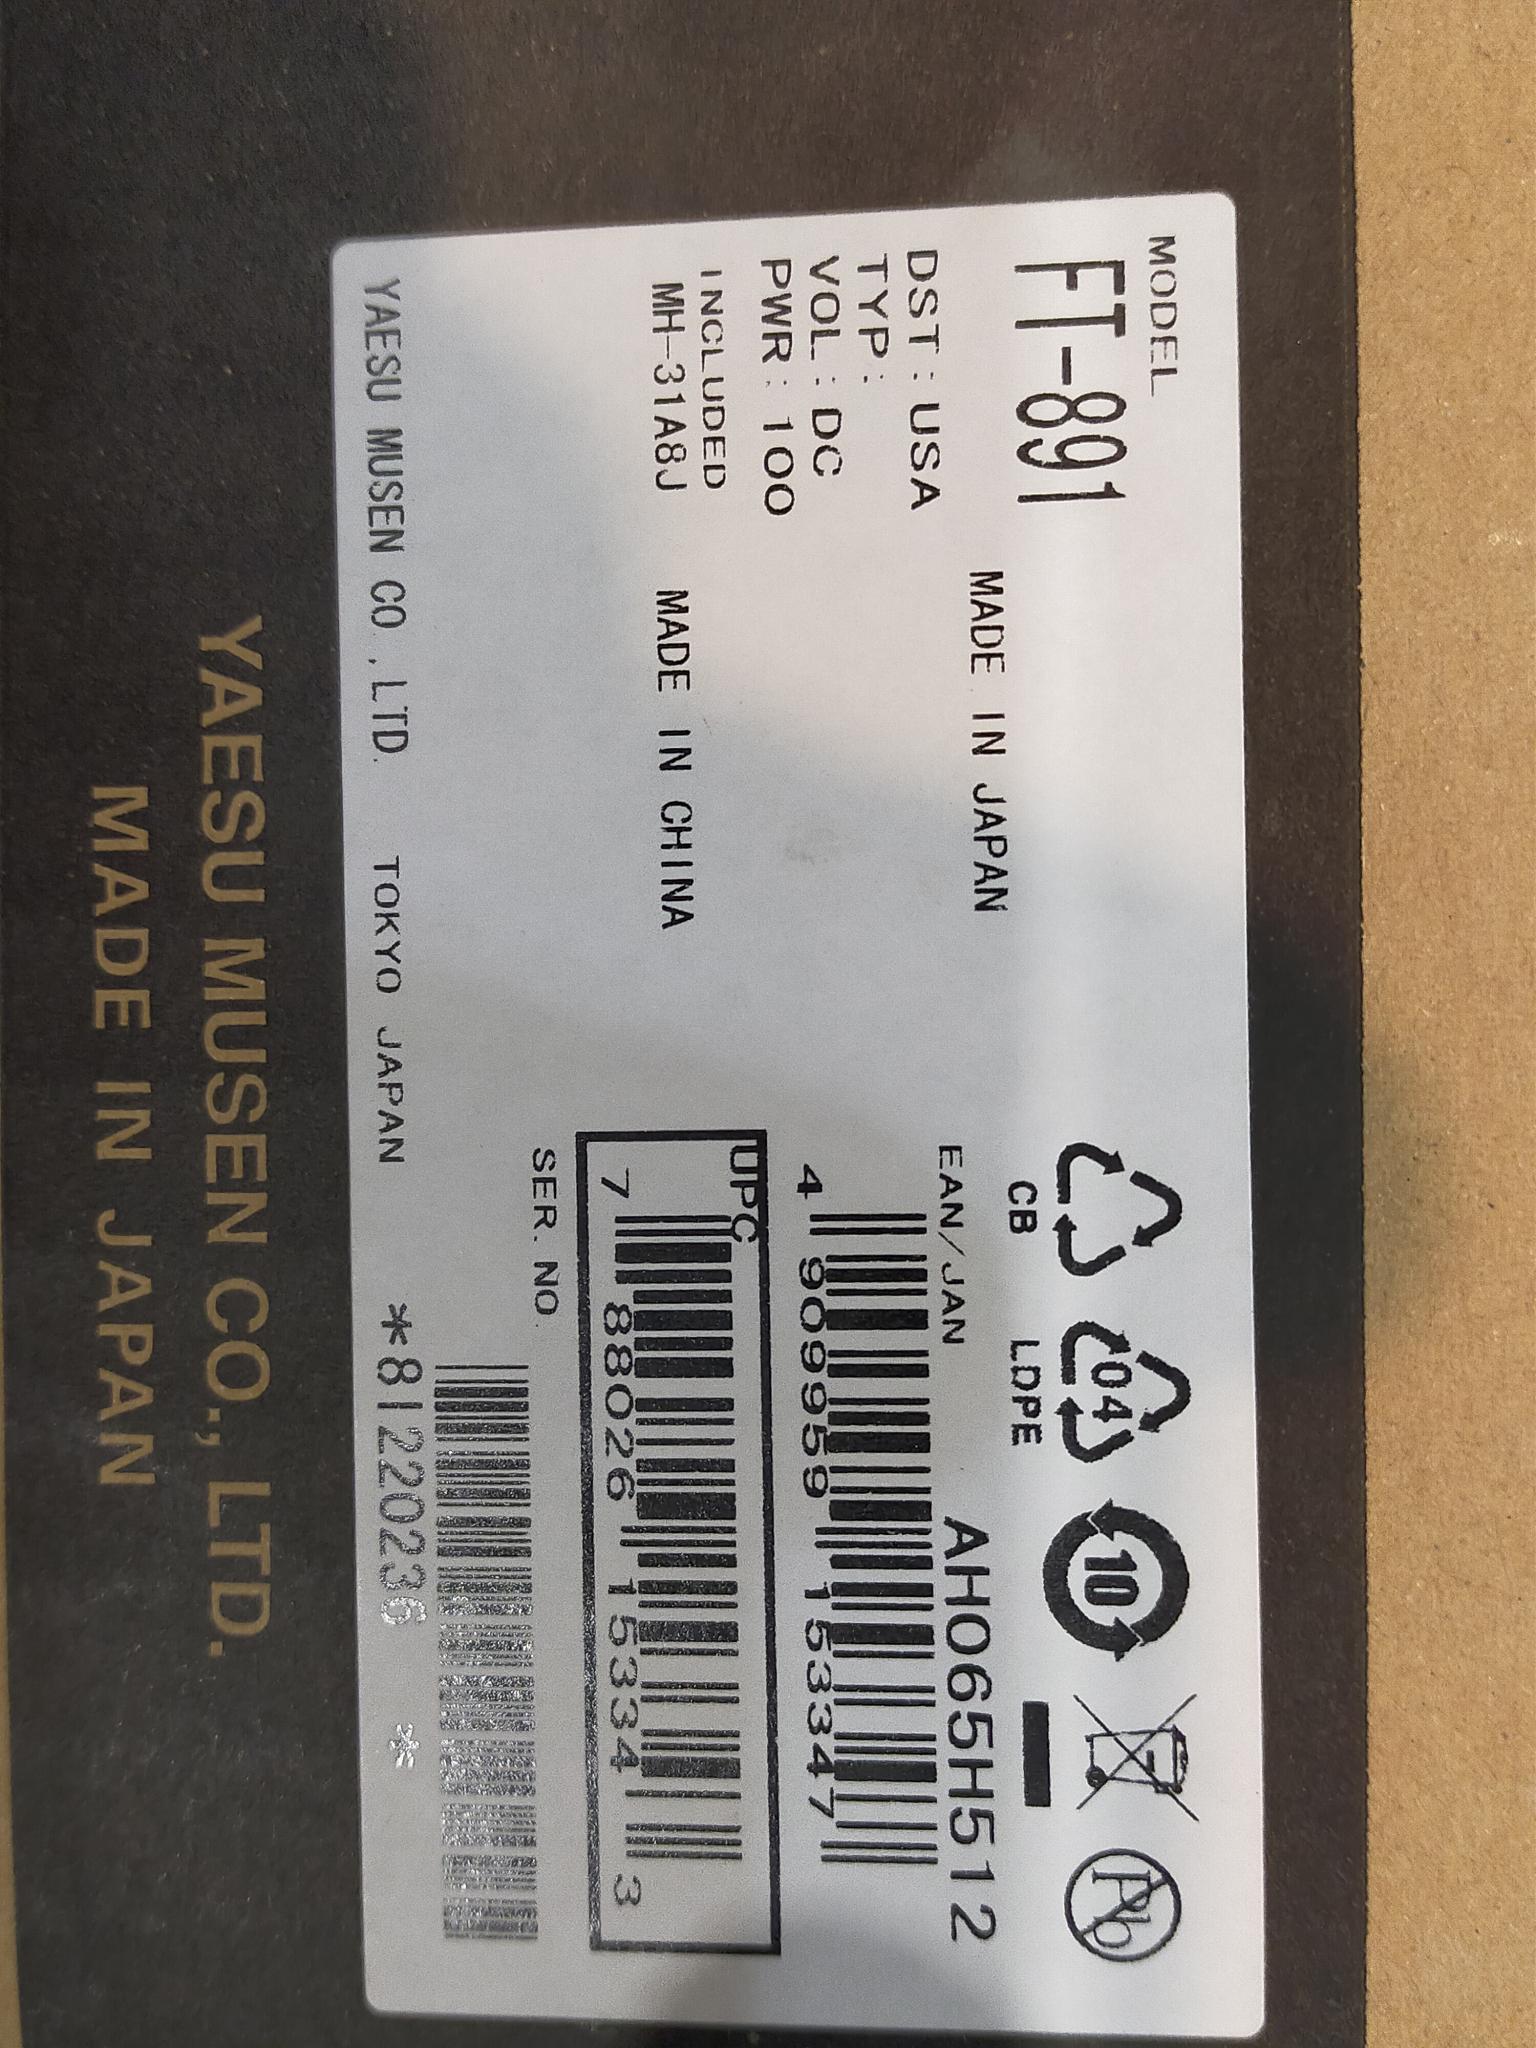 MODEL
FT-891
MADE IN JAPAN
DST : USA
TYP :
VOL : DC
PWR : 100
INCLUDED
MH-31A8J MADE IN CHINA
CB
04
LDPE
10
Pb
EAN/JAN AH065H512
4 909959 153347
UPC
7 88026 15334 3
SER. NO.
*8I220236 *
YAESU MUSEN CO.,LTD. TOKYO JAPAN
YAESU MUSEN CO., LTD.
MADE IN JAPAN